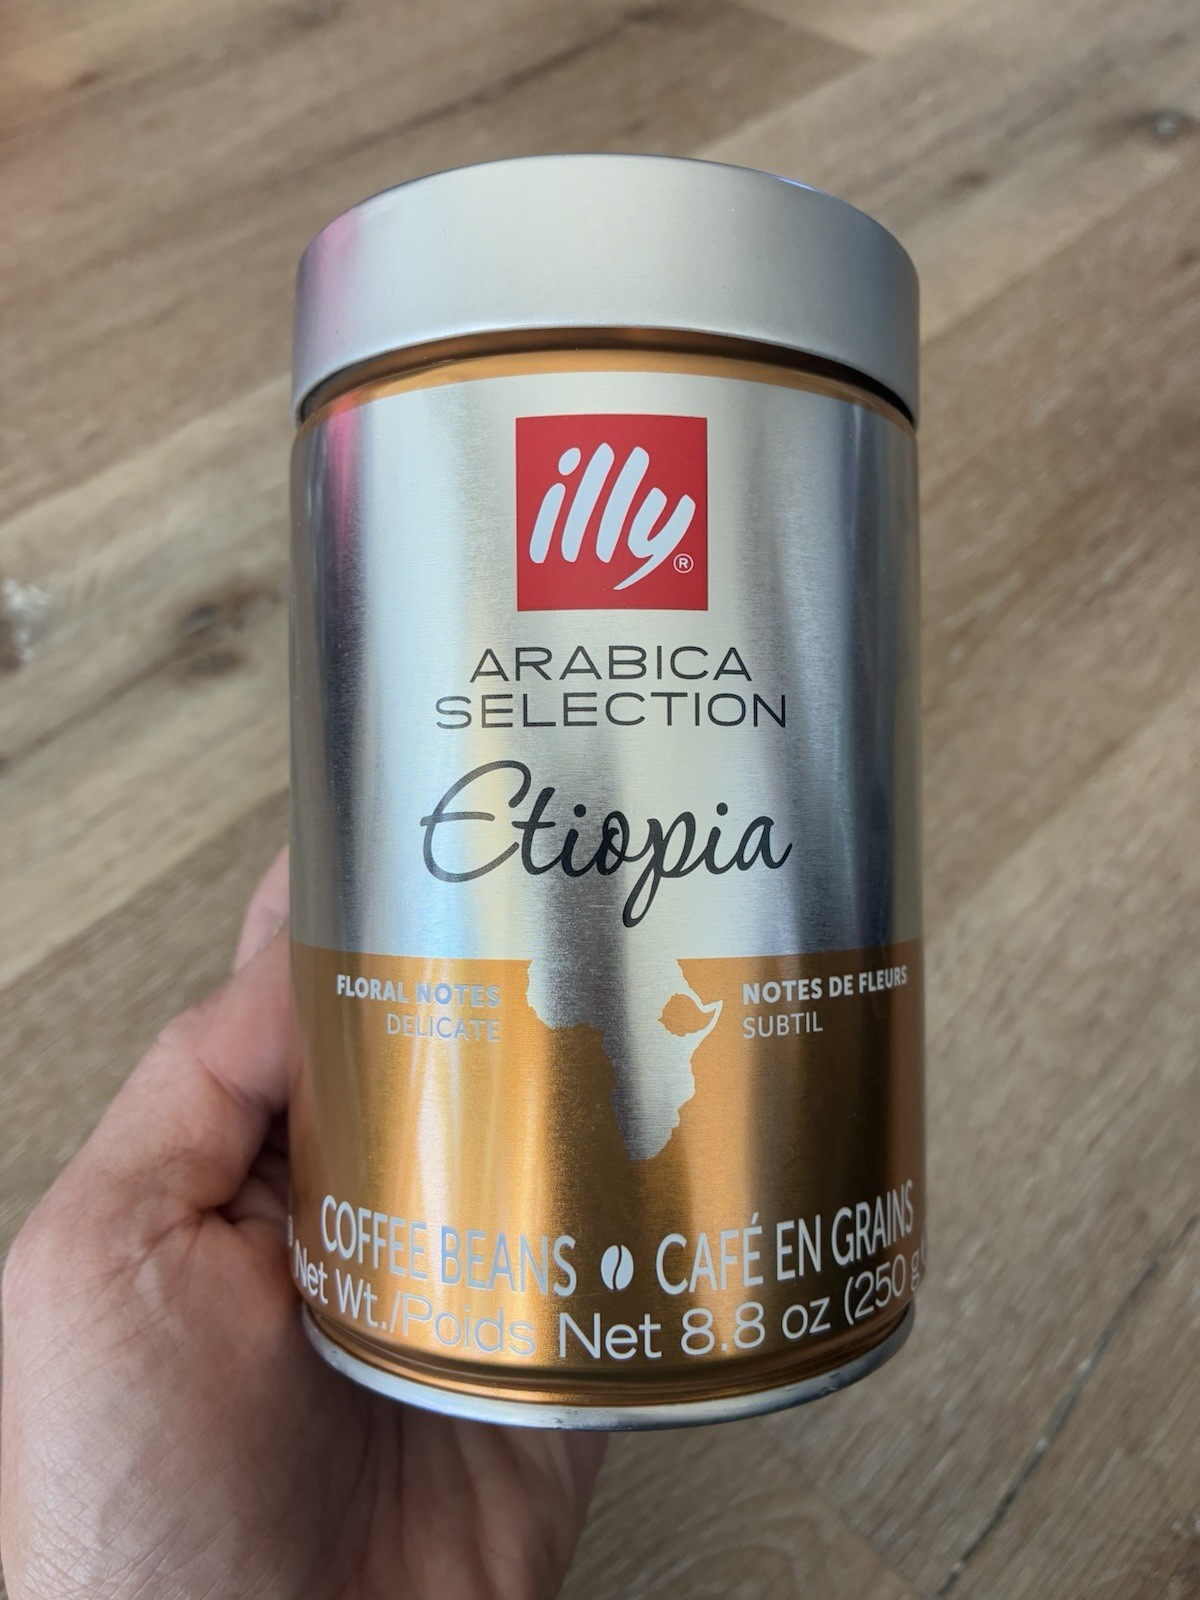 illy®
ARABICA
SELECTION
Etiopia
FLORAL NOTES
DELICATE
NOTES DE FLEURS
SUBTIL
COFFEE BEANS CAFÉ EN GRAINS
Net Wt./Poids Net 8.8 oz (250 g